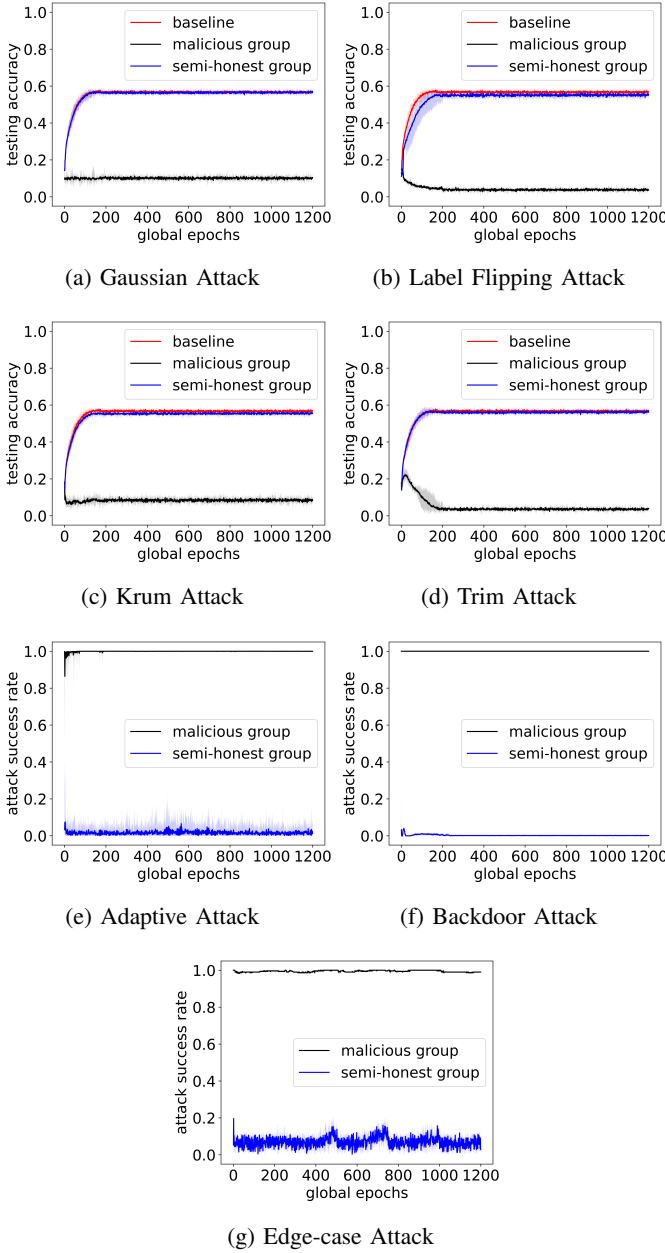 1.0
0.8
0.6
0.4
0.2
0.0
testing accuracy
baseline
malicious group
semi-honest group
0 200 400 600 800 1000 1200
global epochs
(a) Gaussian Attack
1.0
0.8
0.6
0.4
0.2
0.0
testing accuracy
baseline
malicious group
semi-honest group
0 200 400 600 800 1000 1200
global epochs
(b) Label Flipping Attack
1.0
0.8
0.6
0.4
0.2
0.0
testing accuracy
baseline
malicious group
semi-honest group
0 200 400 600 800 1000 1200
global epochs
(c) Krum Attack
1.0
0.8
0.6
0.4
0.2
0.0
testing accuracy
baseline
malicious group
semi-honest group
0 200 400 600 800 1000 1200
global epochs
(d) Trim Attack
1.0
0.8
0.6
0.4
0.2
0.0
attack success rate
malicious group
semi-honest group
0 200 400 600 800 1000 1200
global epochs
(e) Adaptive Attack
1.0
0.8
0.6
0.4
0.2
0.0
attack success rate
malicious group
semi-honest group
0 200 400 600 800 1000 1200
global epochs
(f) Backdoor Attack
1.0
0.8
0.6
0.4
0.2
0.0
attack success rate
malicious group
semi-honest group
0 200 400 600 800 1000 1200
global epochs
(g) Edge-case Attack